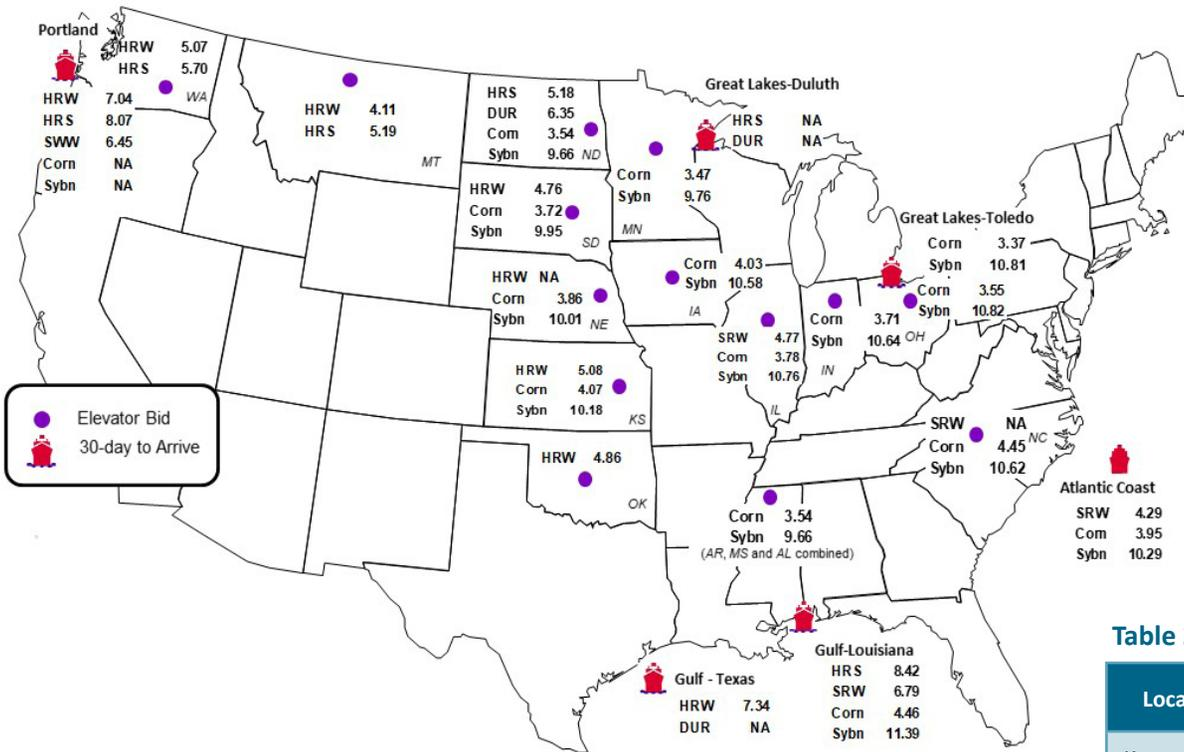 Portland
HRW 7.04
HRS 8.07
SWW 6.45
Corn NA
Sybn NA
HRW 5.07
HRS 5.70
WA
HRW 4.11
HRS 5.19
MT
HRS 5.18
DUR 6.35
Corn 3.54
Sybn 9.66 ND
HRW 4.76
Corn 3.72
Sybn 9.95
SD
HRW NA
Corn 3.86
Sybn 10.01 NE
HRW 5.08
Corn 4.07
Sybn 10.18
KS
HRW 4.86
OK
Great Lakes-Duluth
HRS NA
DUR NA
Corn 3.47
Sybn 9.76
MN
Corn 4.03
Sybn 10.58
IA
SRW 4.77
Corn 3.78
Sybn 10.76
IL
Corn 3.71
Sybn 10.64
IN
Great Lakes-Toledo
Corn 3.37
Sybn 10.81
Corn 3.55
Sybn 10.82
OH
SRW NA
Corn 4.45
Sybn 10.62
NC
Atlantic Coast
SRW 4.29
Corn 3.95
Sybn 10.29
Corn 3.54
Sybn 9.66
(AR, MS and AL combined)
Gulf - Texas
HRW 7.34
DUR NA
Gulf-Louisiana
HRS 8.42
SRW 6.79
Corn 4.46
Sybn 11.39
Elevator Bid
30-day to Arrive
Table
Loca